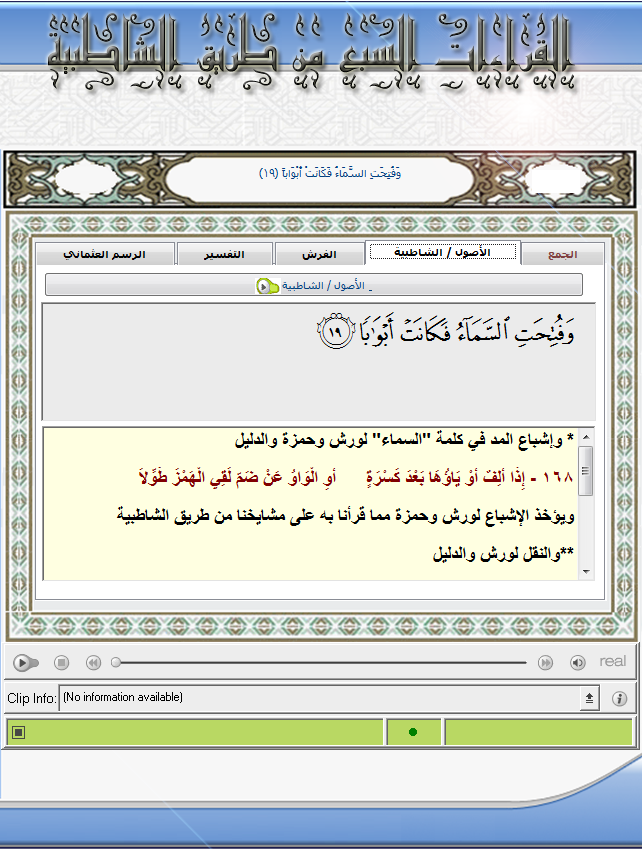 القراءات السبع من طريق الشاطبية
وَفُتِحَتِ السَّمَاءُ فَكَانَتْ أَبْوَاباً (١٩)
الجمع
الأصول / الشاطبية
الفرش
التفسير
الرسم العثماني
_ الأصول / الشاطبية
وَفُتِحَتِ ٱلسَّمَآءُ فَكَانَتۡ أَبۡوَٰبٗا ١٩
* وإشباع المد في كلمة "السماء" لورش وحمزة والدليل
١٦٨ - إِذَا أَلِفٌ أَوْ يَاؤُهَا بَعْدَ كَسْرَةٍ أَوِ الْوَاوُ عَنْ ضَمَّ لَقِي الْهَمْزَ طُوِّلاَ
ويؤخذ الإشباع لورش وحمزة مما قرأنا به على مشايخنا من طريق الشاطبية
**والنقل لورش والدليل
real
Clip Info: (No information available)